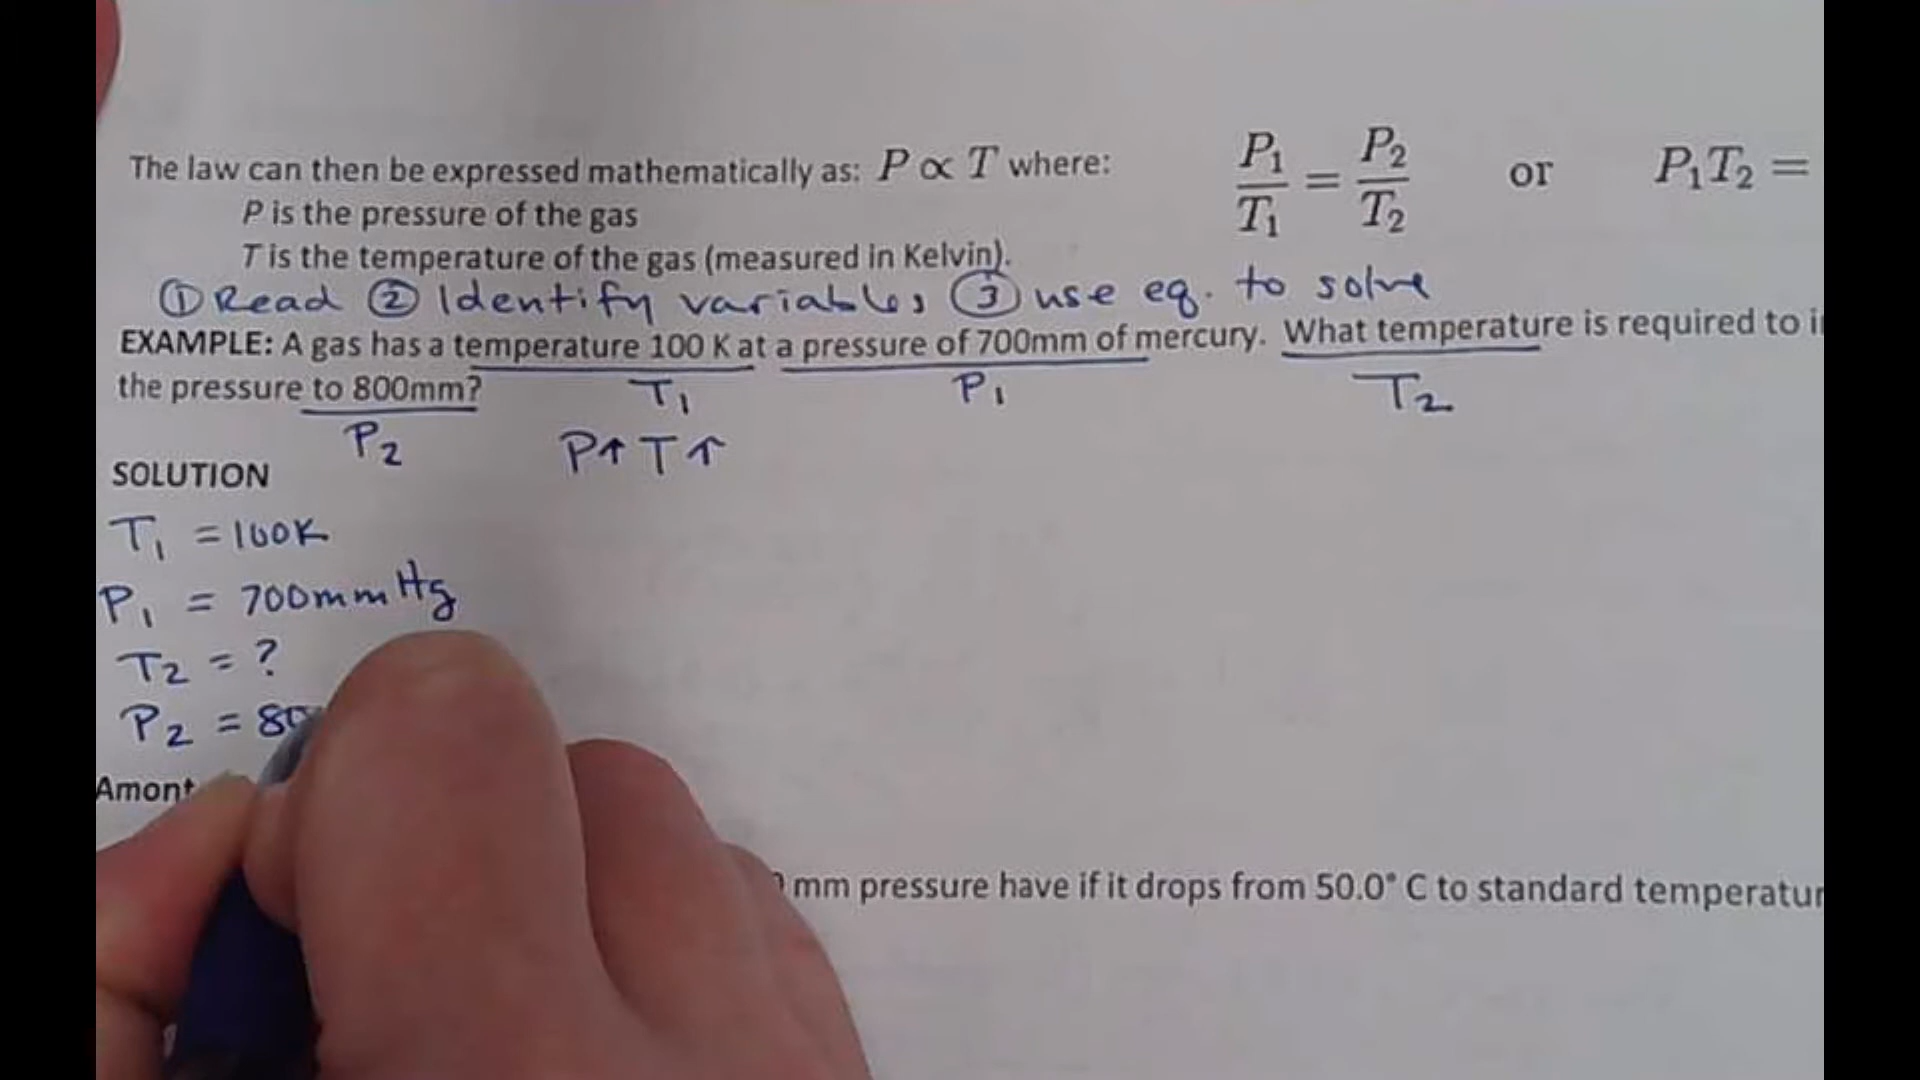 The law can then be expressed mathematically as: P ∝ T where: P₁/T₁ = P₂/T₂ or P₁T₂ =
P is the pressure of the gas
T is the temperature of the gas (measured in Kelvin).
① Read ② Identify variables ③ use eq. to solve
EXAMPLE: A gas has a temperature 100 K at a pressure of 700mm of mercury. What temperature is required to
the pressure to 800mm?
T₁ P₁ T₂
P₂ P↑ T↑
SOLUTION
T₁ = 100K
P₁ = 700mm Hg
T₂ = ?
P₂ = 80
Amont
mm pressure have if it drops from 50.0° C to standard